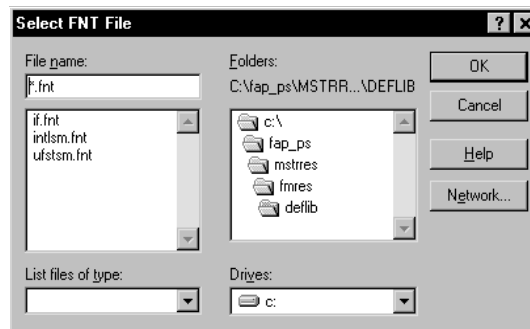 Select FNT File
File name:
*.fnt
if.fnt
intlsm.fnt
ufstsm.fnt
List files of type:
Folders:
C:\fap_ps\MSTRR...\DEFLIB
c:\
fap_ps
mstrres
fmres
deflib
Drives:
c:
OK
Cancel
Help
Network...